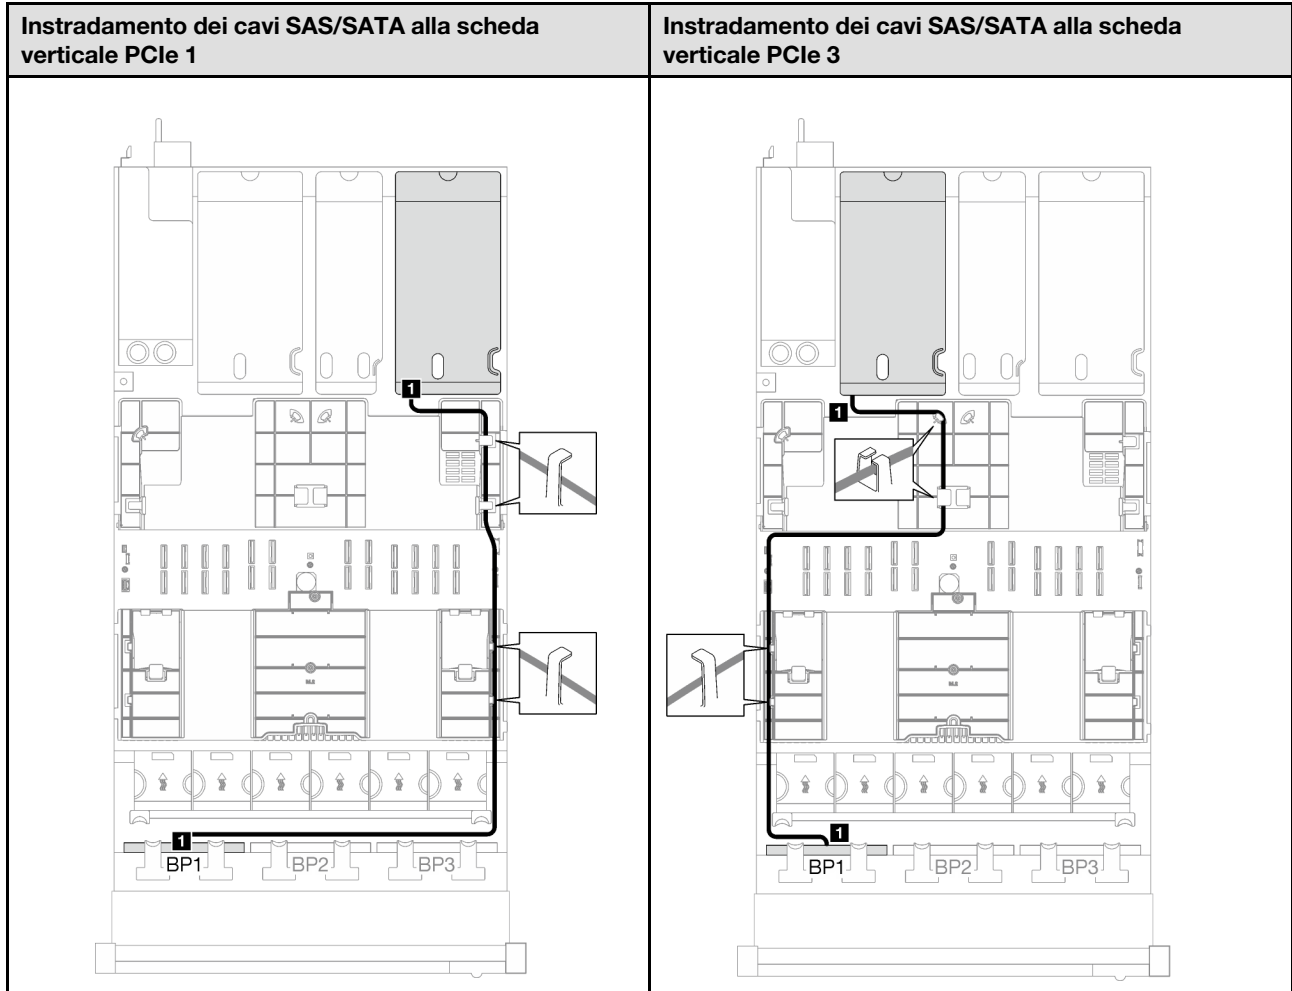 Instradamento dei cavi SAS/SATA alla scheda
verticale PCIe 1
Instradamento dei cavi SAS/SATA alla scheda
verticale PCIe 3
1
1
BP1
BP2
BP3
1
1
BP1
BP2
BP3